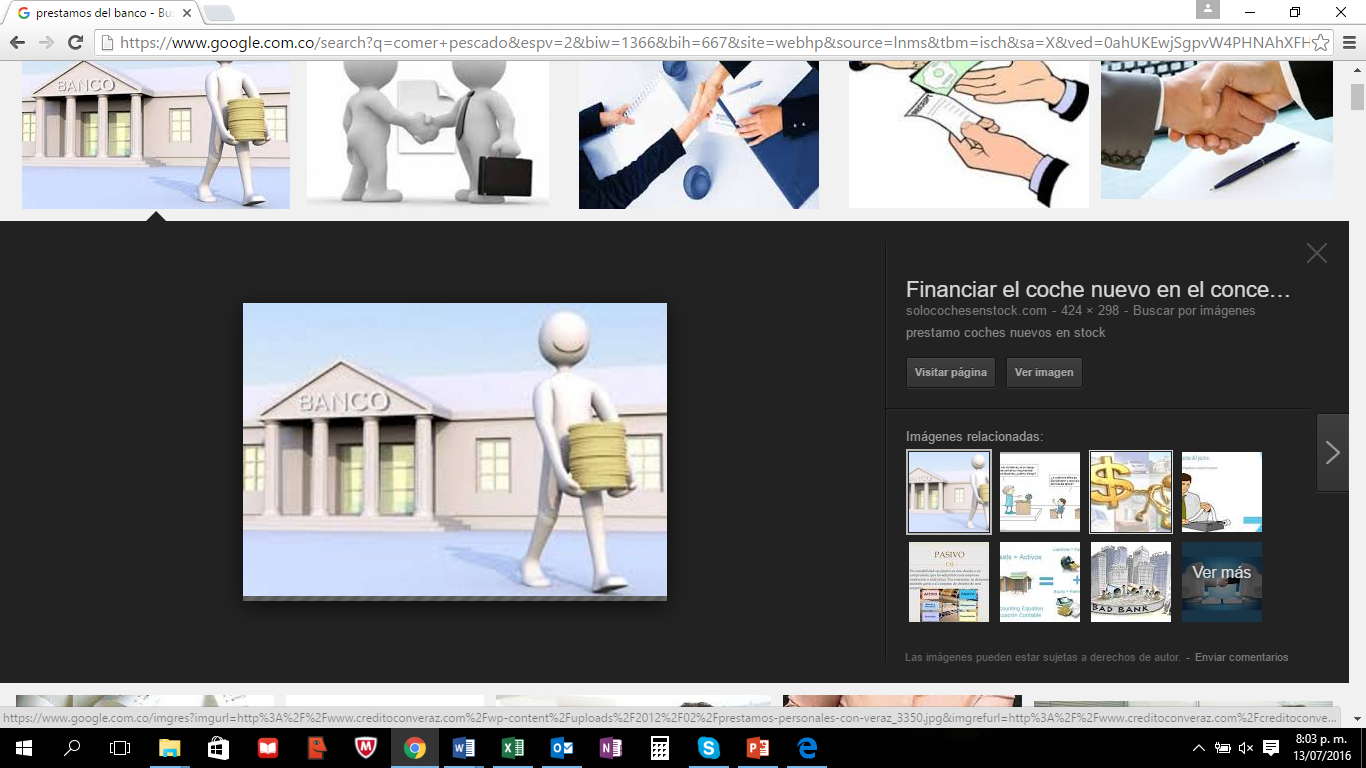 prestamos del banco - Bu
https://www.google.com.co/search?q=comer+pescado&espv=2&biw=1366&bih=667&site=webhp&source=lnms&tbm=isch&sa=X&ved=0ahUKEwjSgpvW4PHNAhXFH
BANCO
BANCO
Financiar el coche nuevo en el conce…
solocochesenstock.com - 424 × 298 - Buscar por imágenes
prestamo coches nuevos en stock
Visitar página
Ver imagen
Imágenes relacionadas:
PASIVO
= Activos
BAD BANK
Ver más
Las imágenes pueden estar sujetas a derechos de autor. - Enviar comentarios
https://www.google.com.co/imgres?imgurl=http%3A%2F%2Fwww.creditoconveraz.com%2Fwp-content%2Fuploads%2F2012%2F02%2Fprestamos-personales-con-veraz_3350.jpg&imgrefurl=http%3A%2F%2Fwww.creditoconveraz.com%2Fcreditoconve...
8:03 p. m.
13/07/2016